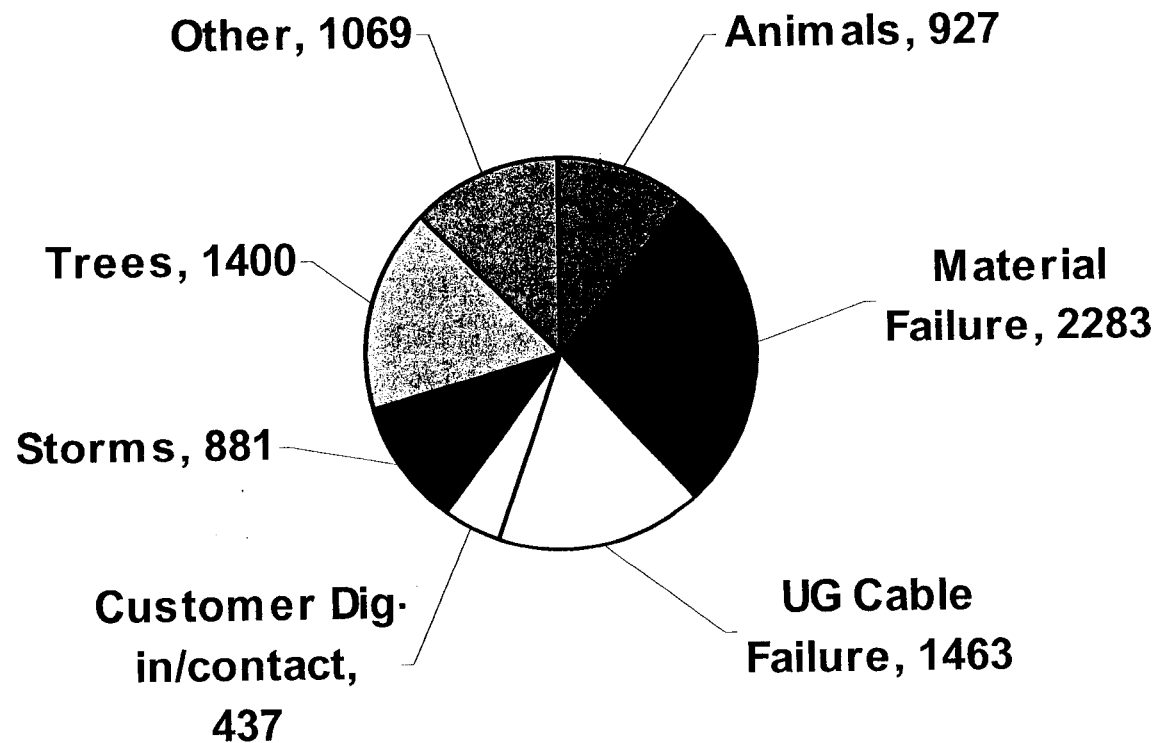 Other, 1069
Animals, 927
Trees, 1400
Material
Failure, 2283
Storms, 881
Customer Dig-
in/contact,
437
UG Cable
Failure, 1463